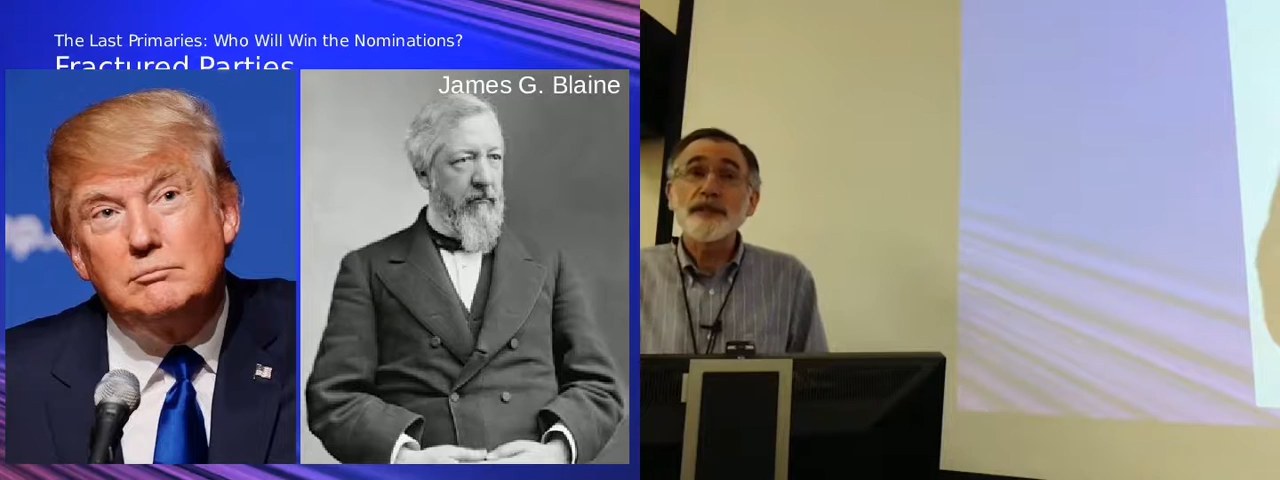 The Last Primaries: Who Will Win the Nominations?
Fractured Parties
James G. Blaine